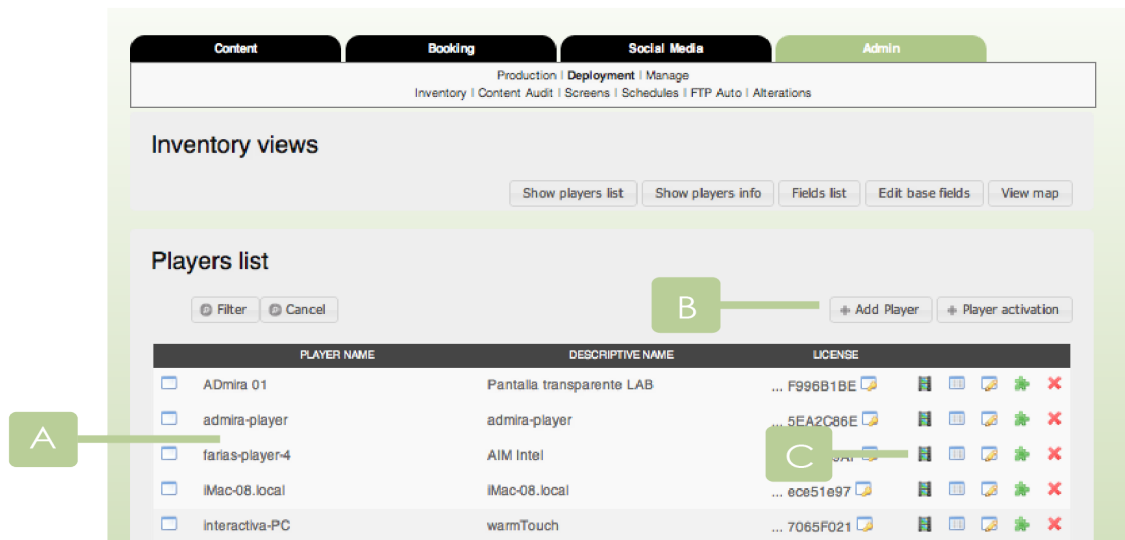 Content Booking Social Media Admin
Production | Deployment | Manage
Inventory | Content Audit | Screens | Schedules | FTP Auto | Alterations
Inventory views
Show players list Show players info Fields list Edit base fields View map
Players list
B
Filter Cancel Add Player Player activation
PLAYER NAME DESCRIPTIVE NAME LICENSE
ADmira 01 Pantalla transparente LAB ... F996B1BE
admira-player admira-player ... 5EA2C86E
A
farias-player-4 AIM Intel
C
iMac-08.local iMac-08.local ... ece51e97
interactiva-PC warmTouch ... 7065F021